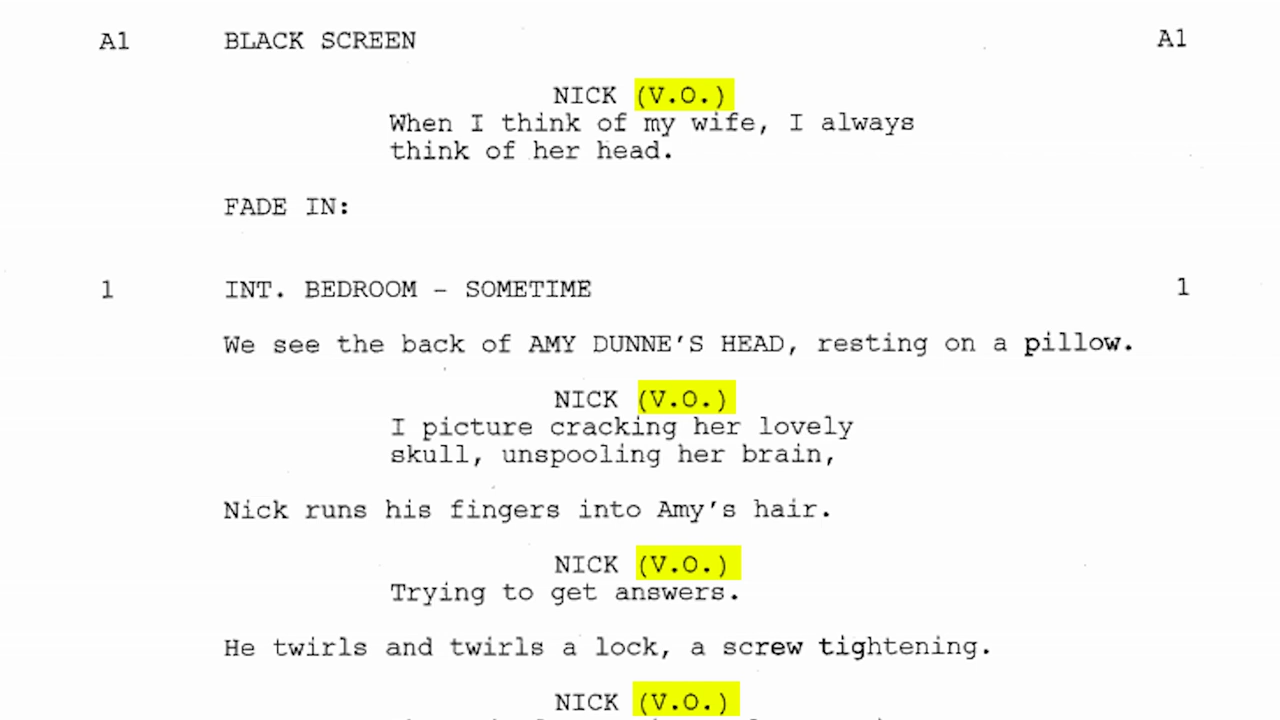 A1 BLACK SCREEN A1
NICK (V.O.)
When I think of my wife, I always
think of her head.
FADE IN:
1 INT. BEDROOM – SOMETIME 1
We see the back of AMY DUNNE'S HEAD, resting on a pillow.
NICK (V.O.)
I picture cracking her lovely
skull, unspooling her brain,
Nick runs his fingers into Amy's hair.
NICK (V.O.)
Trying to get answers.
He twirls and twirls a lock, a screw tightening.
NICK (V.O.)